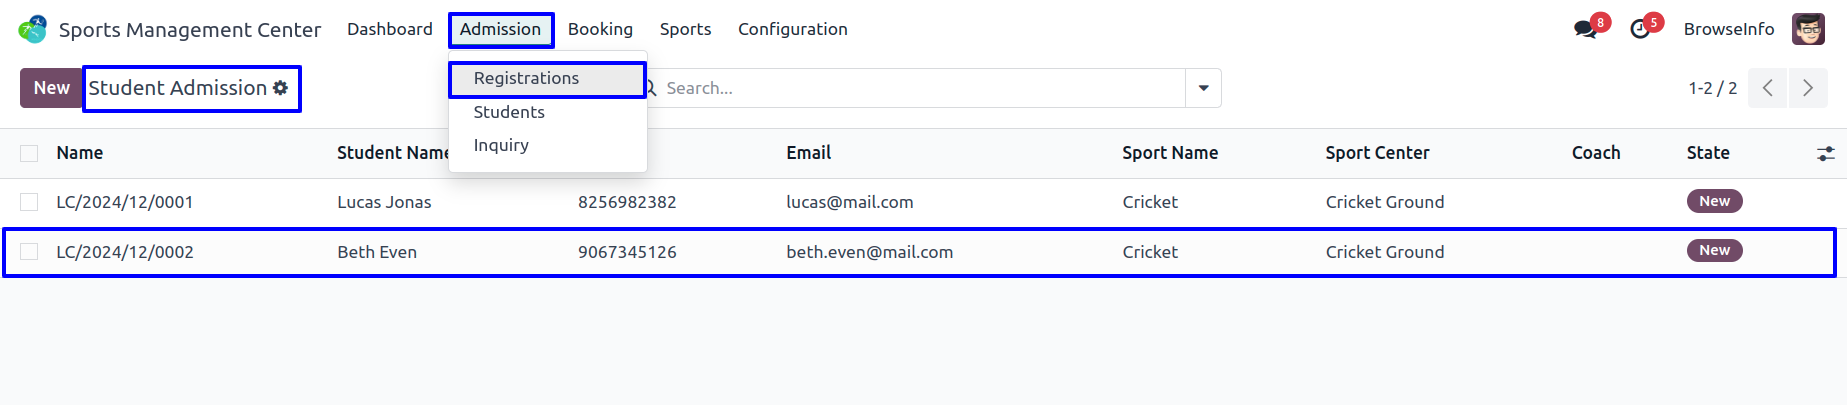 Sports Management Center Dashboard Admission Booking Sports Configuration 8 5 BrowseInfo
New Student Admission Search... 1-2 / 2
Registrations
Students
Inquiry
Name Student Name Email Sport Name Sport Center Coach State
LC/2024/12/0001 Lucas Jonas 8256982382 lucas@mail.com Cricket Cricket Ground New
LC/2024/12/0002 Beth Even 9067345126 beth.even@mail.com Cricket Cricket Ground New